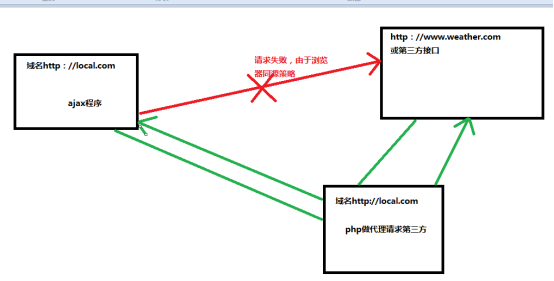 域名http：//local.com
ajax程序
请求失败，由于浏览
器同源策略
http：//www.weather.com
或第三方接口
域名http://local.com
php做代理请求第三方